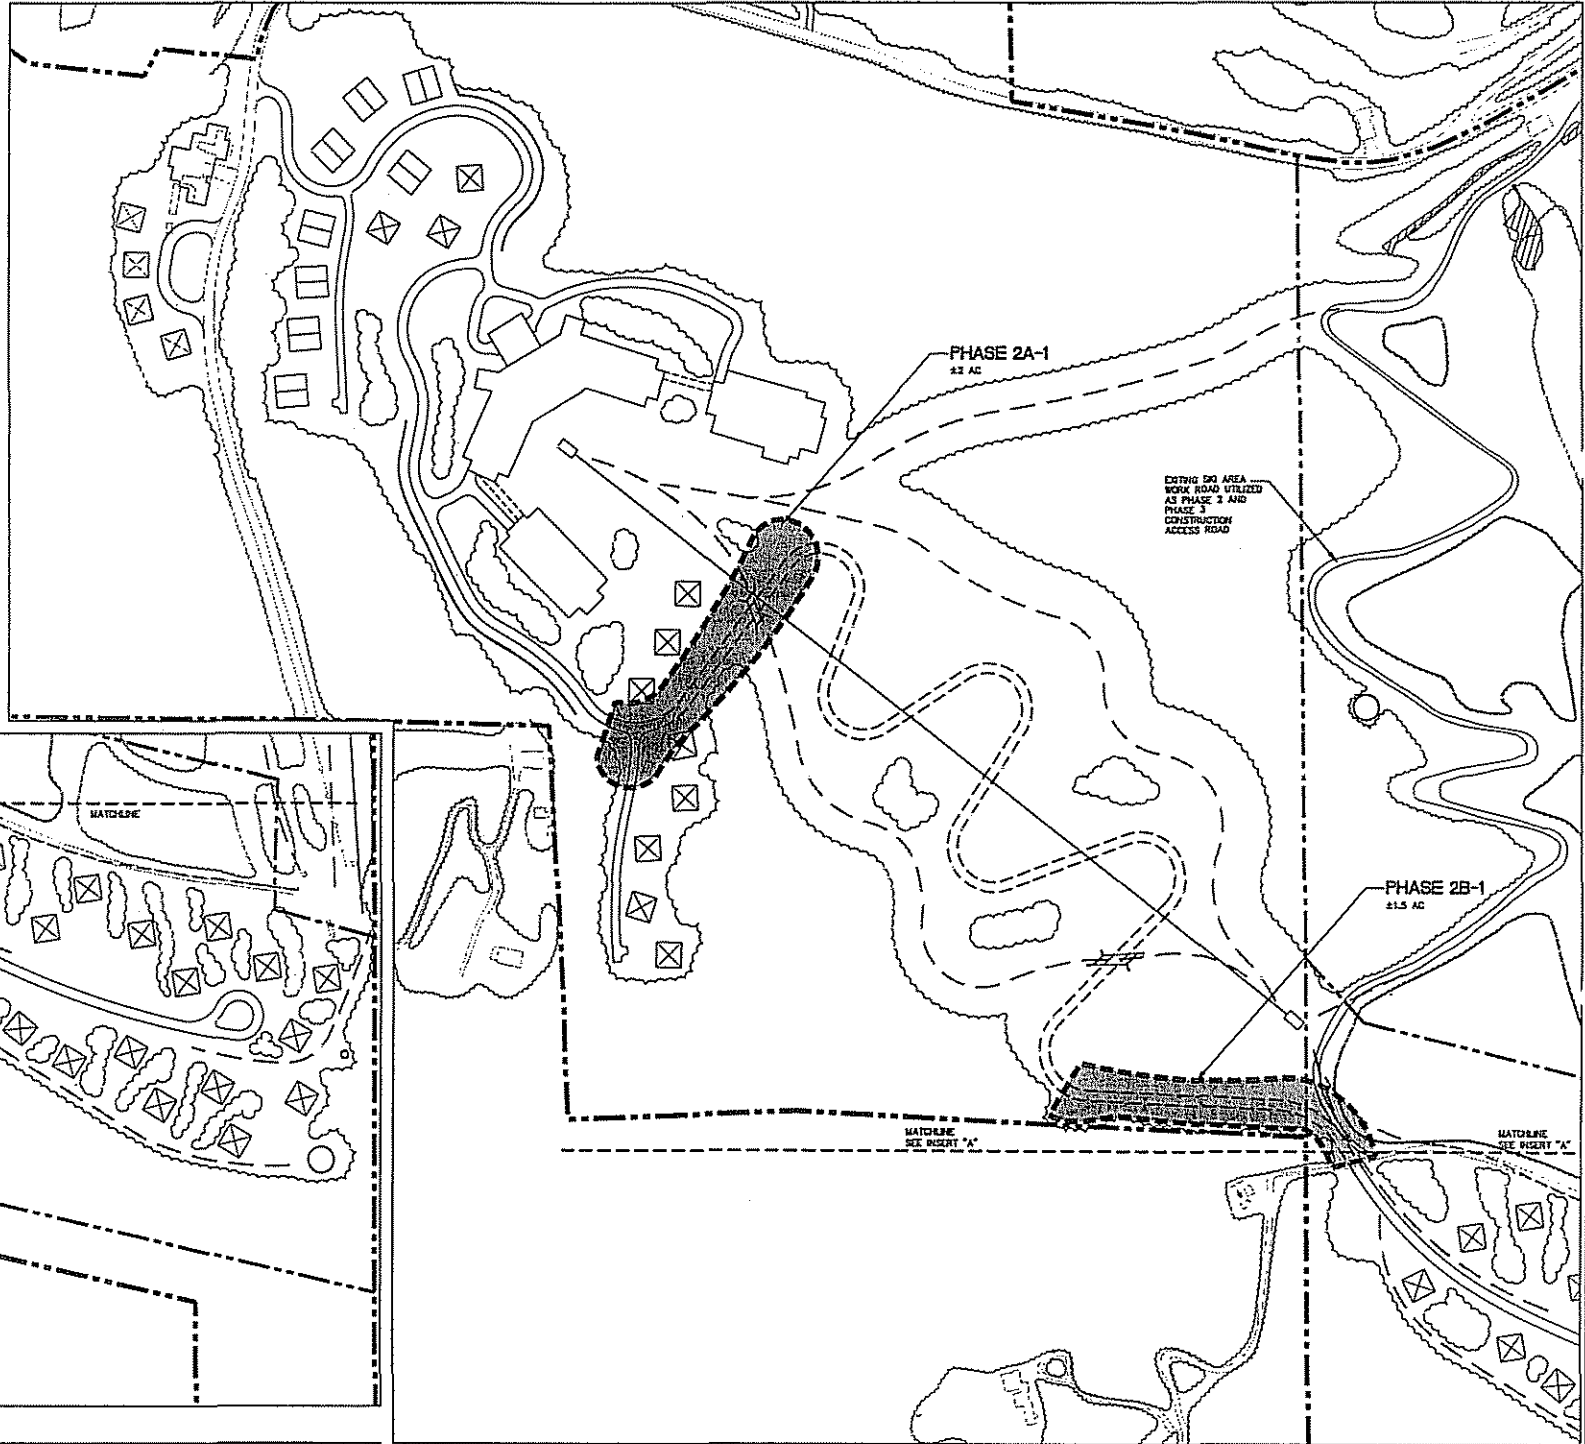 PHASE 2A-1
±2 AC
EXISTING SKI AREA
WORK ROAD UTILIZED
AS PHASE 2 AND
PHASE 3
CONSTRUCTION
ACCESS ROAD
MATCHLINE
PHASE 2B-1
±1.5 AC
MATCHLINE
SEE INSERT "A"
MATCHLINE
SEE INSERT "A"